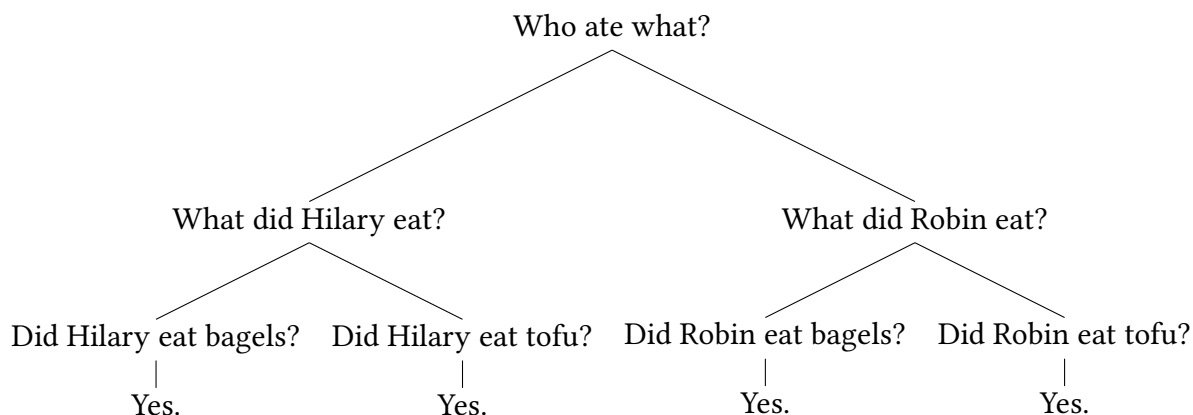 Who ate what?
What did Hilary eat? What did Robin eat?
Did Hilary eat bagels? Did Hilary eat tofu? Did Robin eat bagels? Did Robin eat tofu?
Yes. Yes. Yes. Yes.